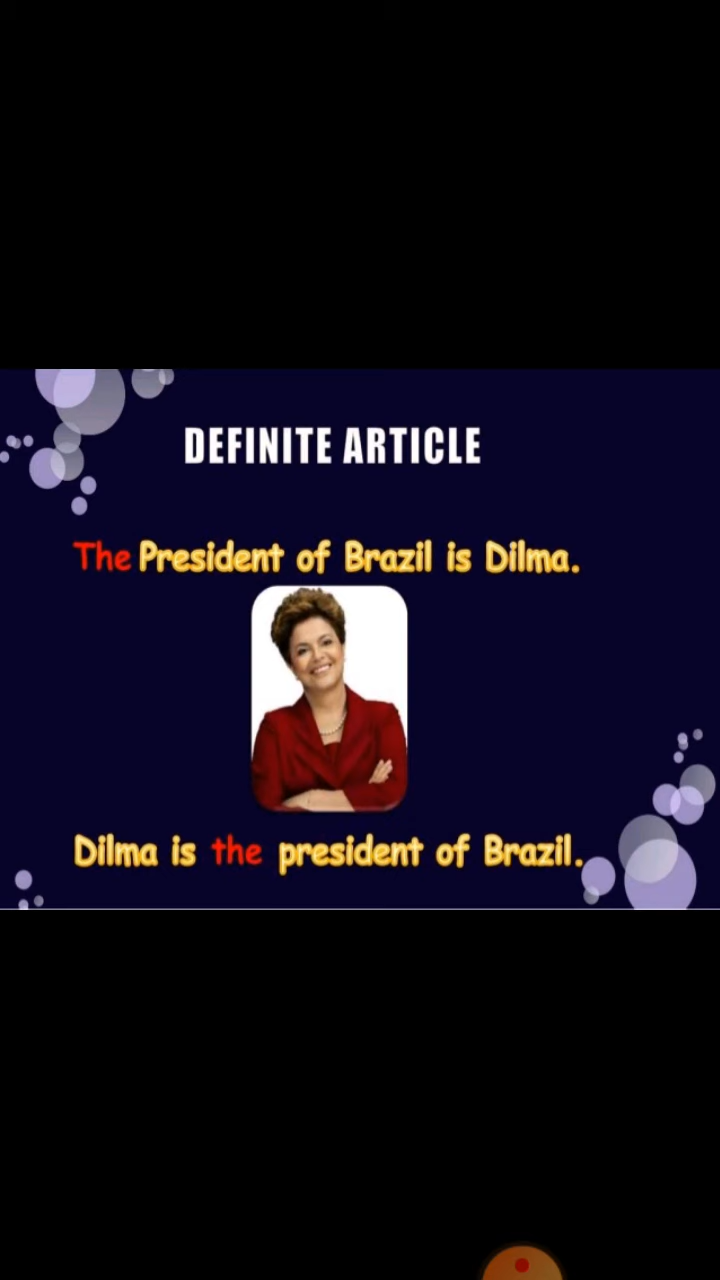 DEFINITE ARTICLE
The President of Brazil is Dilma.
Dilma is the president of Brazil.